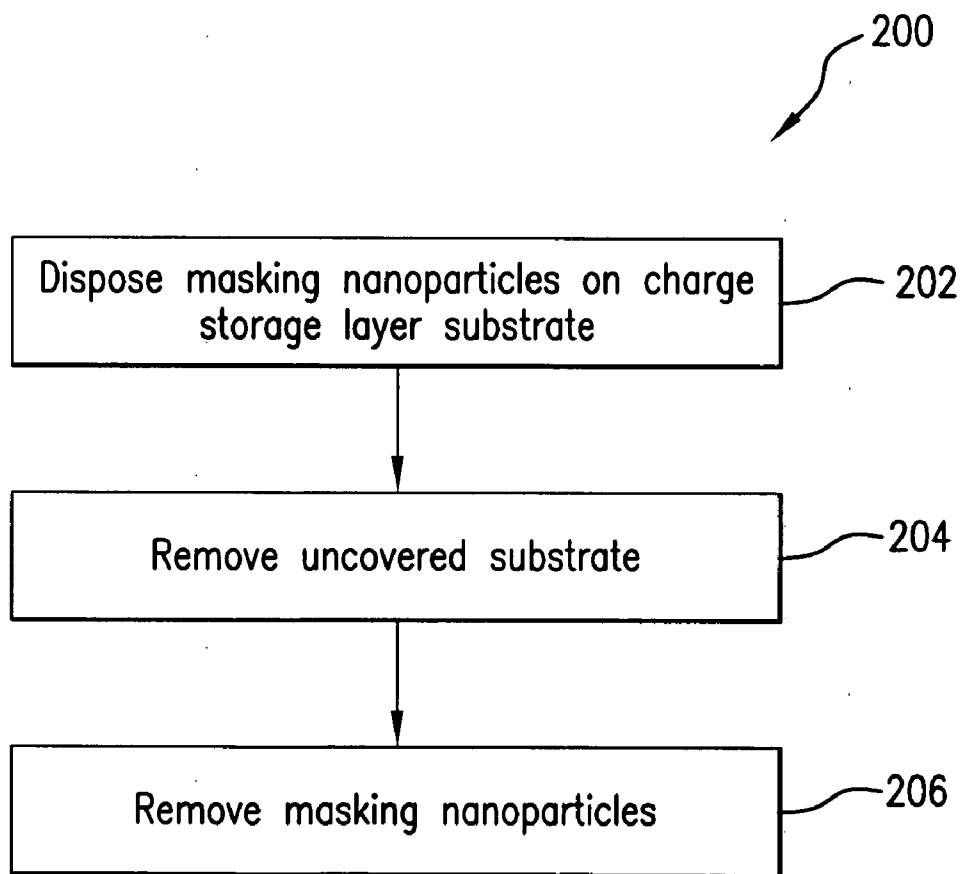 200
Dispose masking nanoparticles on charge
storage layer substrate
202
Remove uncovered substrate
204
Remove masking nanoparticles
206